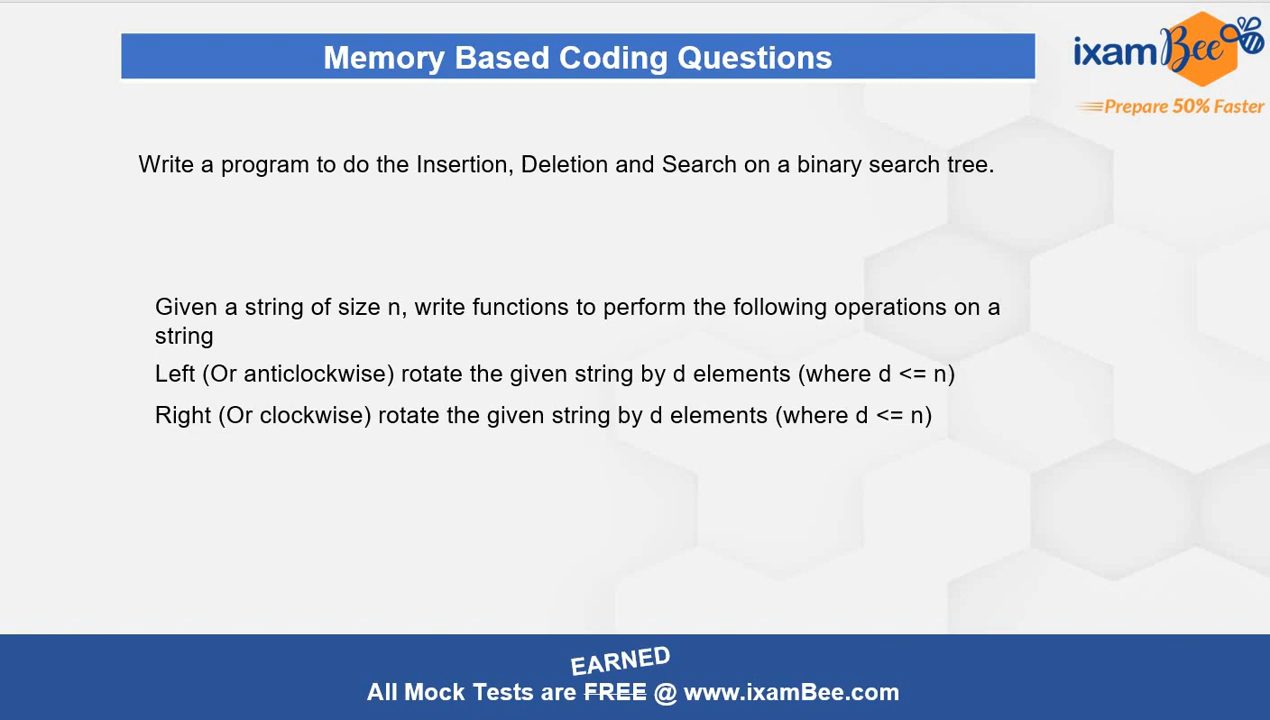 Memory Based Coding Questions
ixamBee
Prepare 50% Faster
Write a program to do the Insertion, Deletion and Search on a binary search tree.
Given a string of size n, write functions to perform the following operations on a
string
Left (Or anticlockwise) rotate the given string by d elements (where d <= n)
Right (Or clockwise) rotate the given string by d elements (where d <= n)
EARNED
All Mock Tests are FREE @ www.ixamBee.com